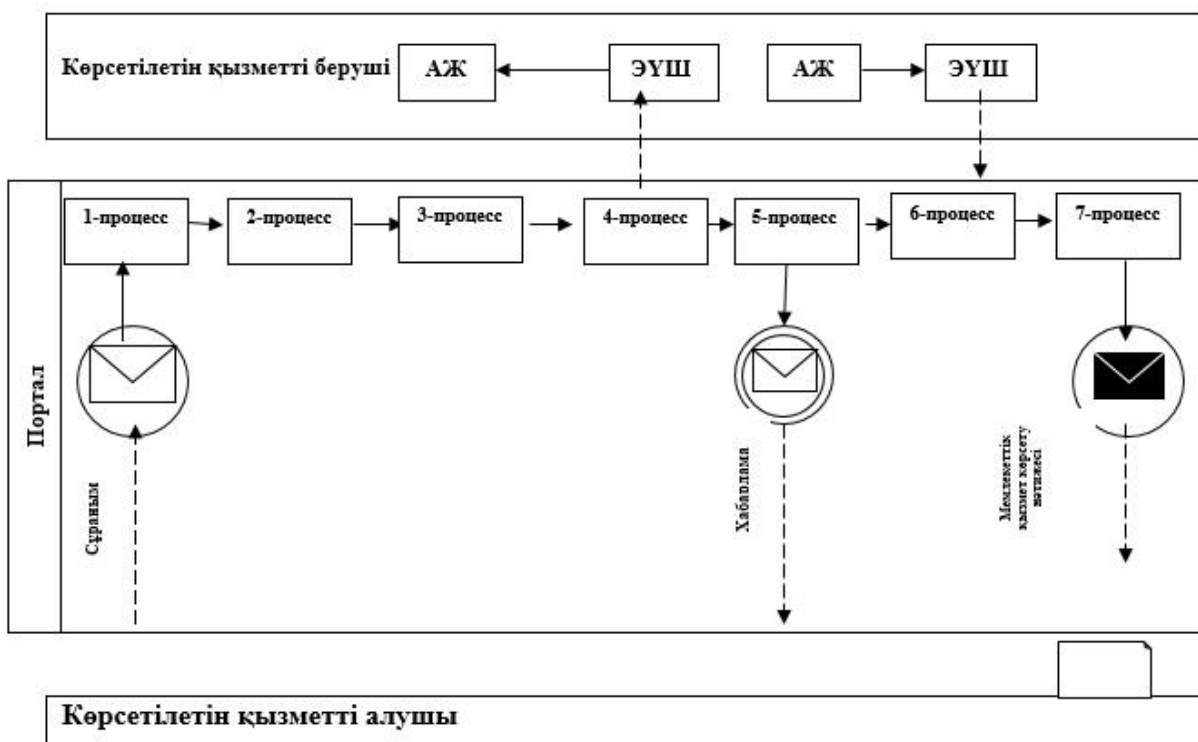 Көрсетілетін қызметті беруші АЖ ЭҮШ АЖ ЭҮШ
1-процесс 2-процесс 3-процесс 4-процесс 5-процесс 6-процесс 7-процесс
Портал
Сұраным
Хабарлама
Мемлекеттік
қызмет көрсету
нәтижесі
Көрсетілетін қызметті алушы